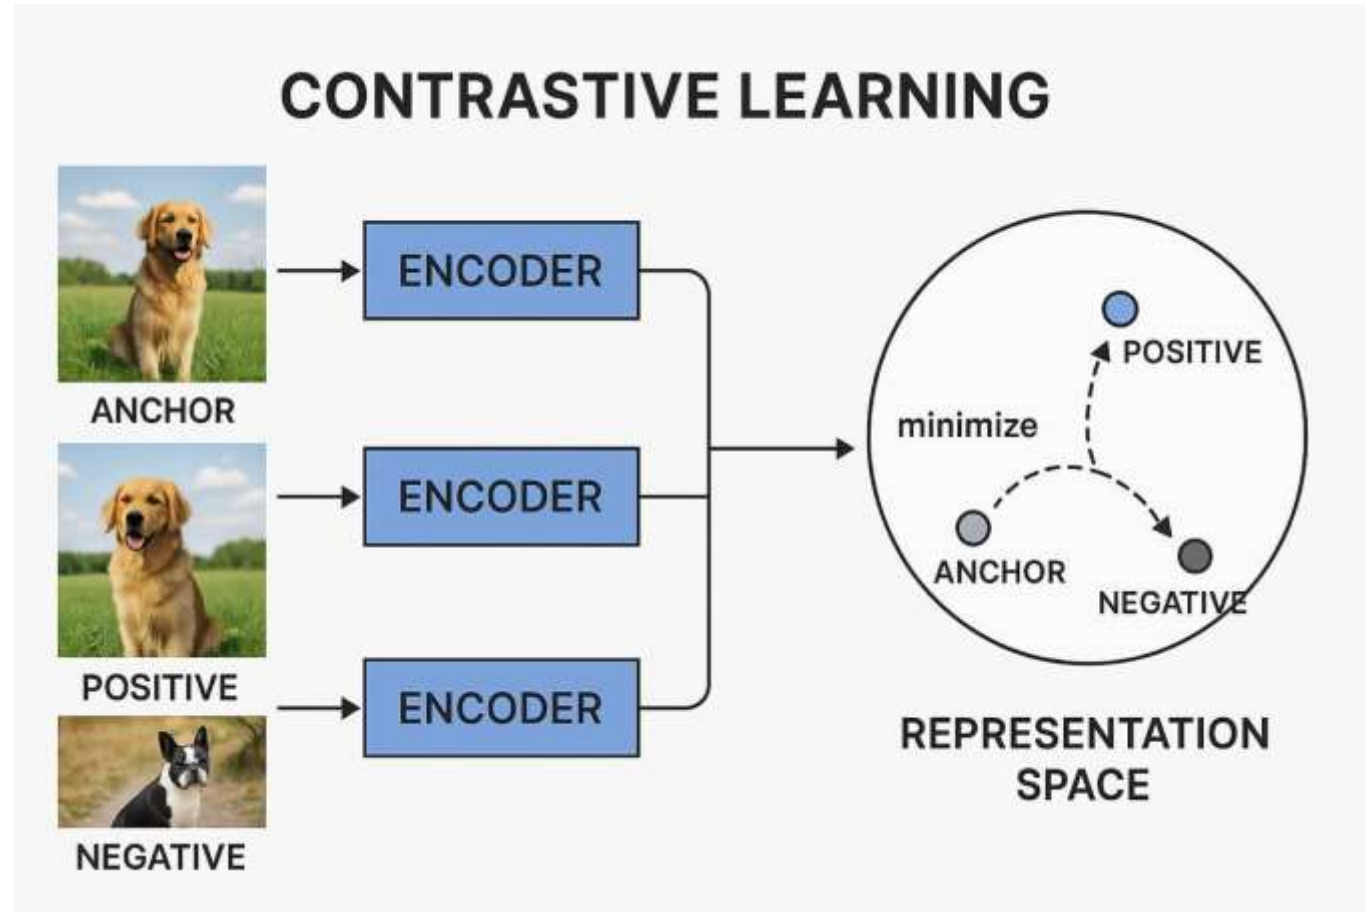 CONTRASTIVE LEARNING
ANCHOR
POSITIVE
NEGATIVE
ENCODER
ENCODER
ENCODER
POSITIVE
minimize
ANCHOR
NEGATIVE
REPRESENTATION
SPACE